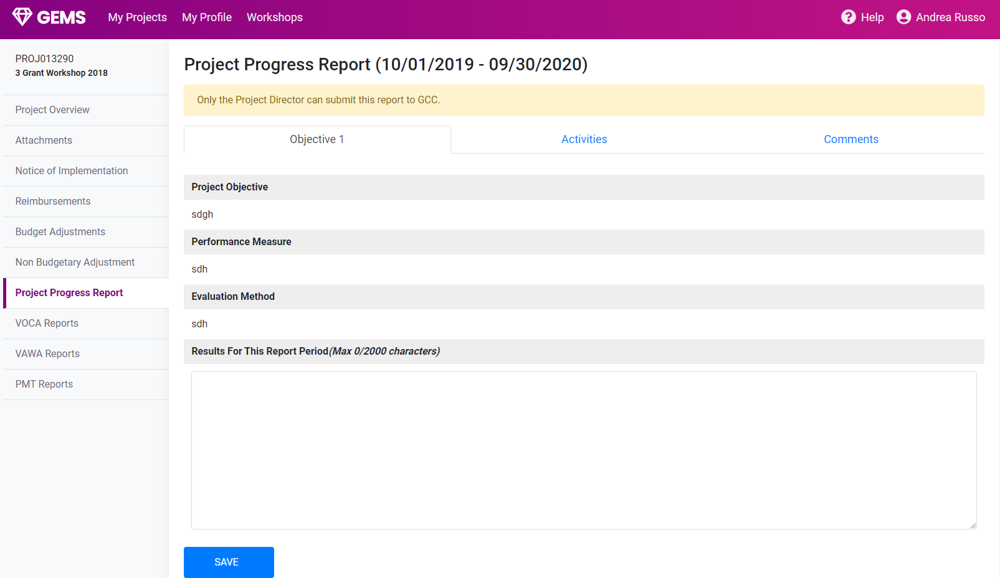 GEMS My Projects My Profile Workshops Help Andrea Russo
PROJ013290
3 Grant Workshop 2018
Project Overview
Attachments
Notice of Implementation
Reimbursements
Budget Adjustments
Non Budgetary Adjustment
Project Progress Report
VOCA Reports
VAWA Reports
PMT Reports
Project Progress Report (10/01/2019 - 09/30/2020)
Only the Project Director can submit this report to GCC.
Objective 1 Activities Comments
Project Objective
sdgh
Performance Measure
sdh
Evaluation Method
sdh
Results For This Report Period(Max 0/2000 characters)
SAVE